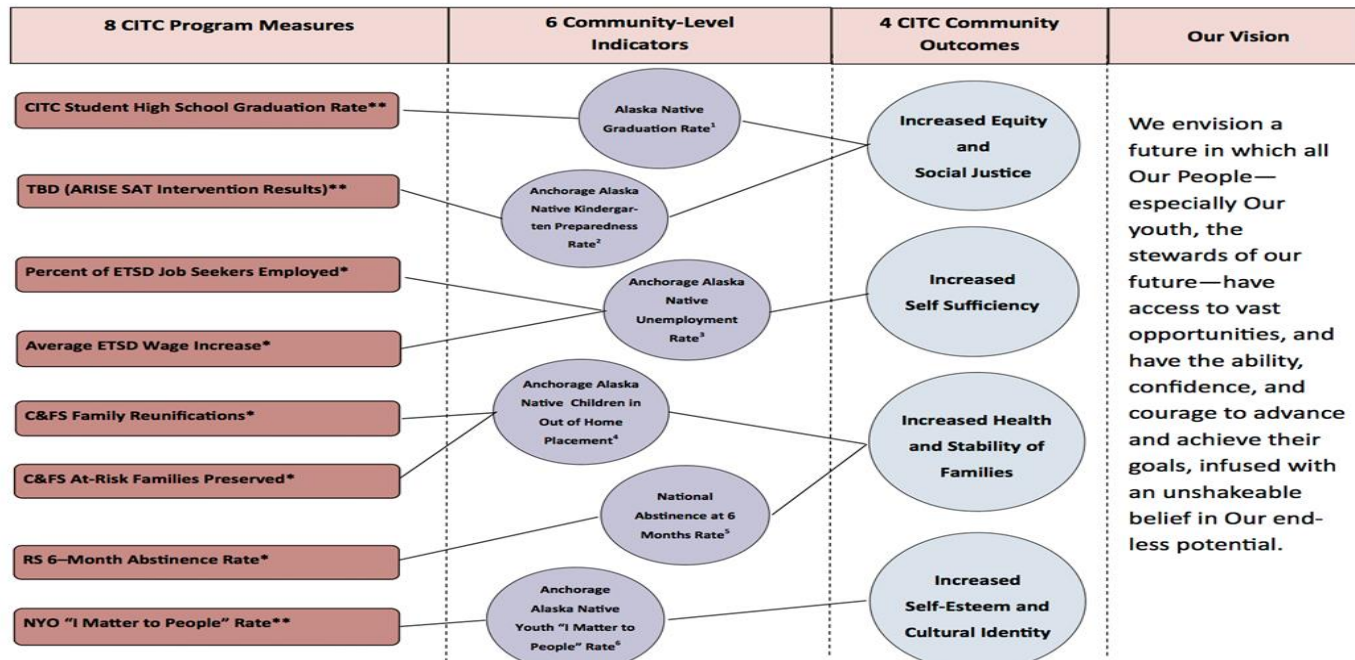 8 CITC Program Measures
6 Community-Level
Indicators
4 CITC Community
Outcomes
Our Vision
CITC Student High School Graduation Rate**
TBD (ARISE SAT Intervention Results)**
Percent of ETSD Job Seekers Employed*
Average ETSD Wage Increase*
C&FS Family Reunifications*
C&FS At-Risk Families Preserved*
RS 6–Month Abstinence Rate*
NYO “I Matter to People” Rate**
Alaska Native
Graduation Rate¹
Anchorage Alaska
Native Kindergar-
ten Preparedness
Rate²
Anchorage Alaska
Native
Unemployment
Rate³
Anchorage Alaska
Native Children in
Out of Home
Placement⁴
National
Abstinence at 6
Months Rate⁵
Anchorage
Alaska Native
Youth “I Matter to
People” Rate⁶
Increased Equity
and
Social Justice
Increased
Self Sufficiency
Increased Health
and Stability of
Families
Increased
Self-Esteem and
Cultural Identity
We envision a
future in which all
Our People—
especially Our
youth, the
stewards of our
future—have
access to vast
opportunities, and
have the ability,
confidence, and
courage to advance
and achieve their
goals, infused with
an unshakeable
belief in Our end-
less potential.